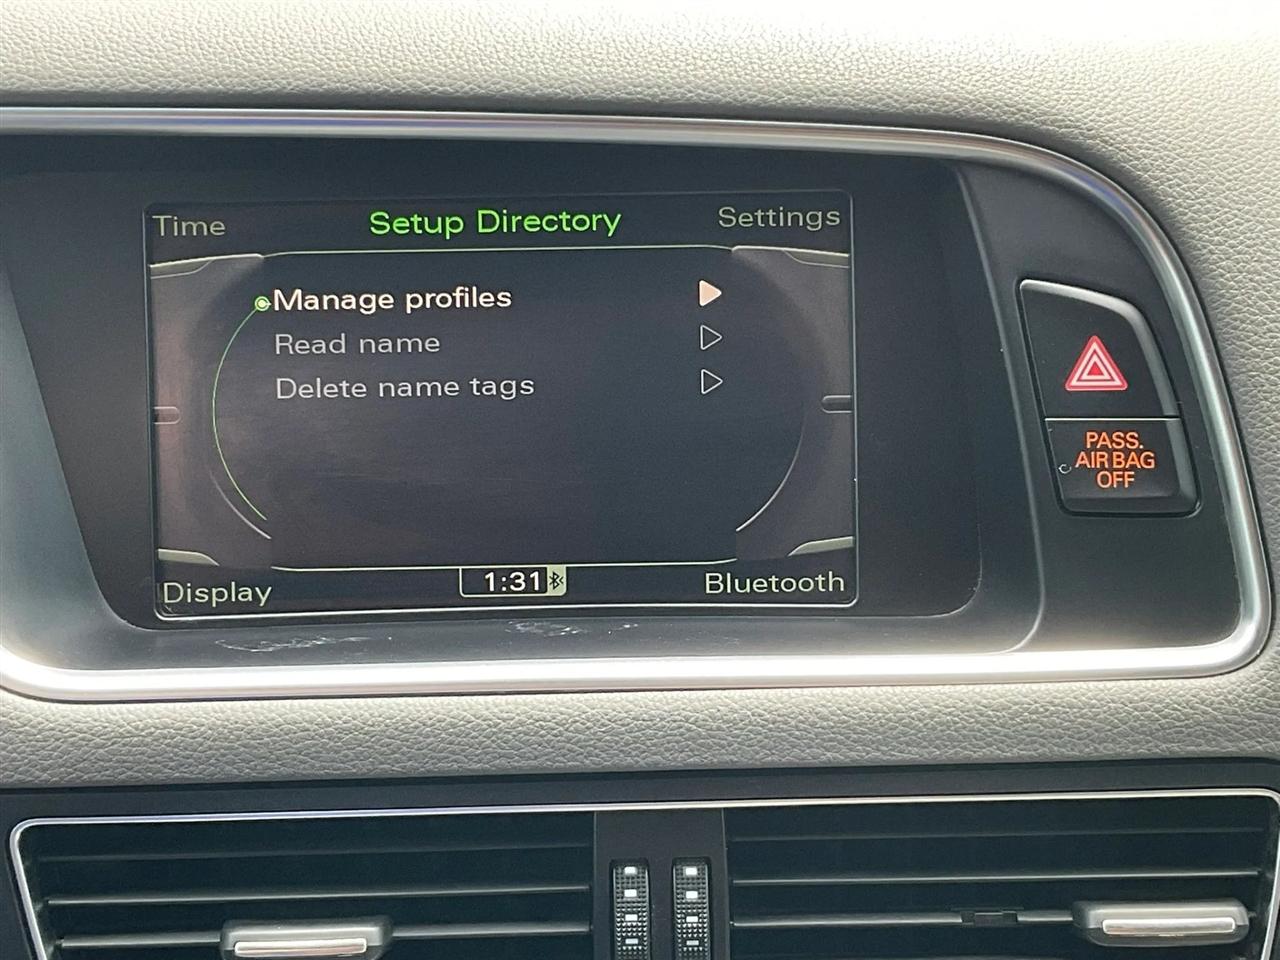 Time
Setup Directory
Settings
Manage profiles
Read name
Delete name tags
Display
1:31
Bluetooth
PASS.
AIR BAG
OFF